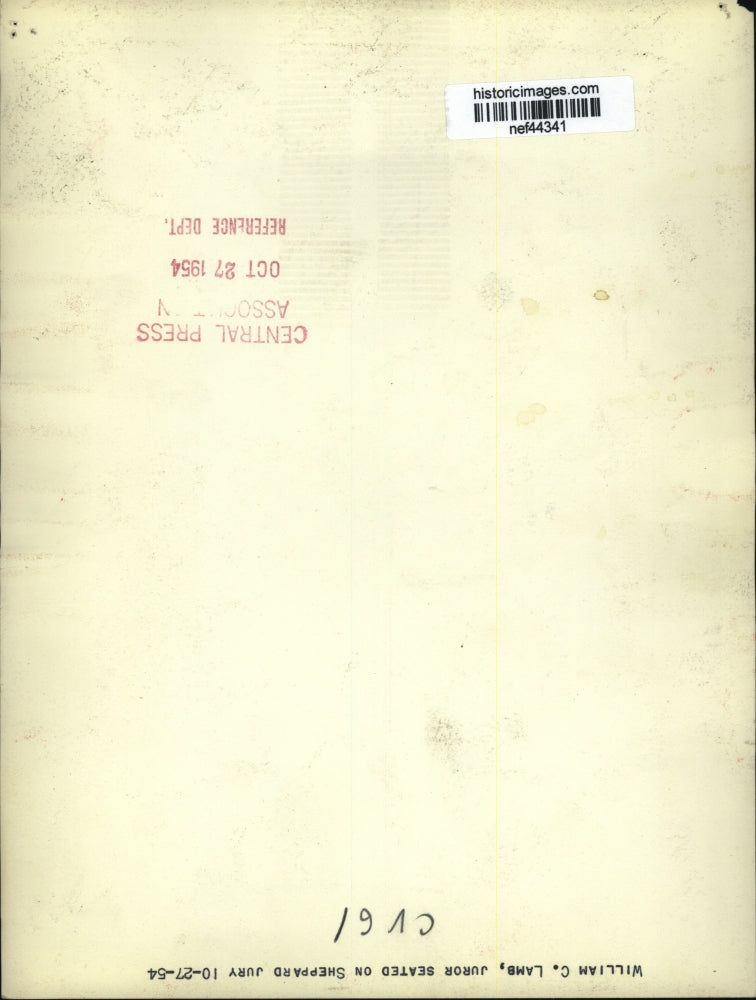 historicimages.com
nef44341
WILLIAM C. LAMB, JUROR SEATED ON SHEPPARD JURY 10-27-54
CV61
CENTRAL PRESS
OCT 27 1954
REFERENCE DEPT.